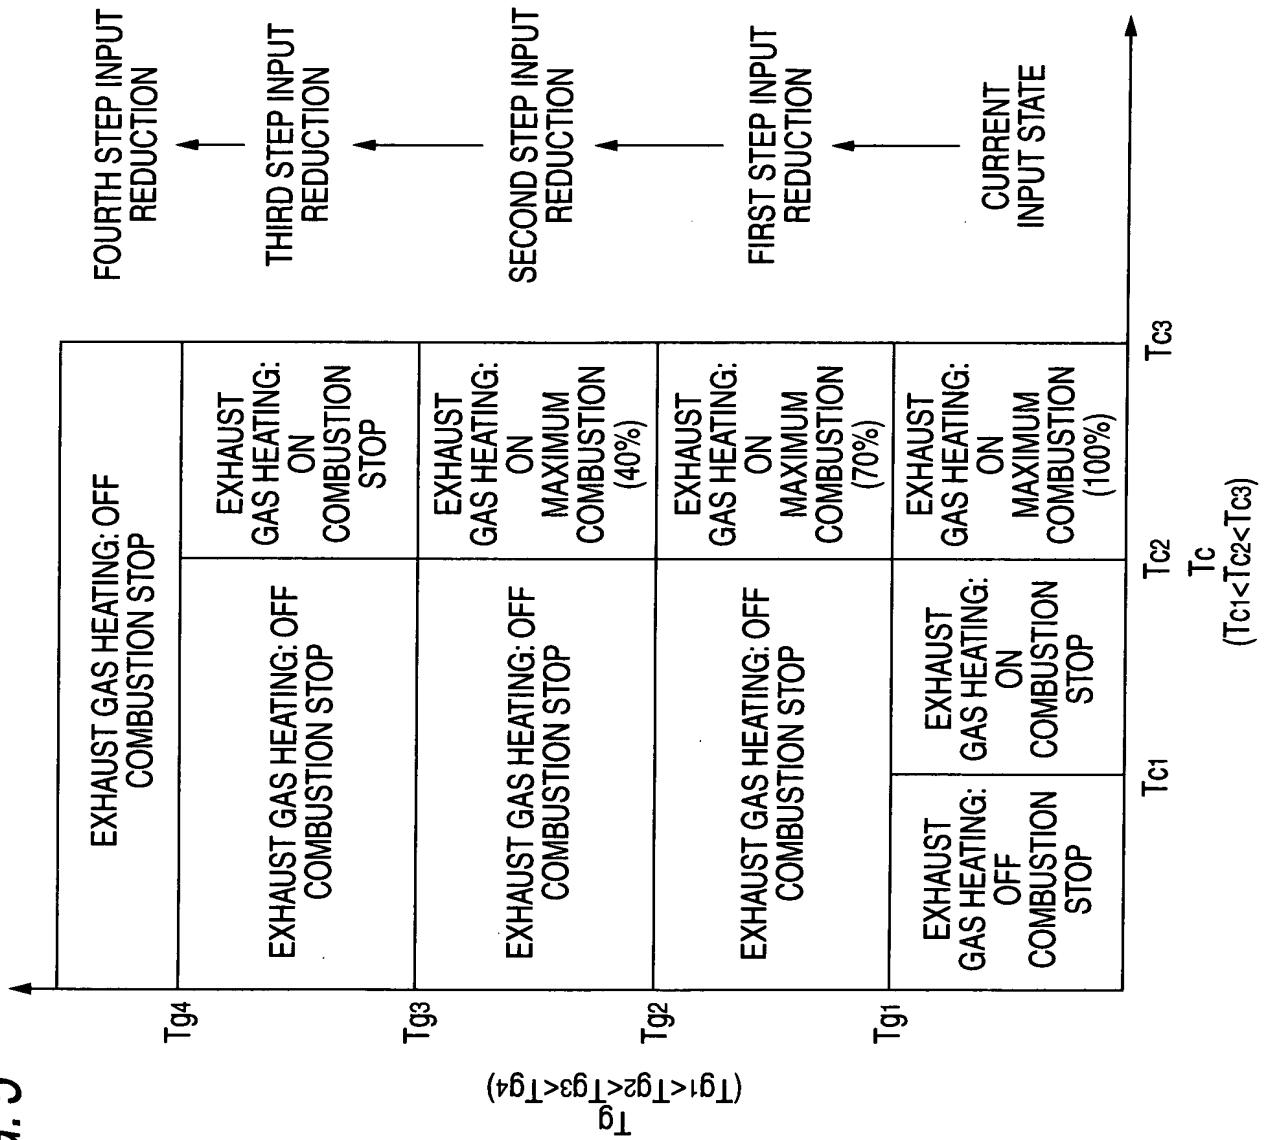 EXHAUST GAS HEATING: OFF
COMBUSTION STOP
FOURTH STEP INPUT
REDUCTION
Tg4
EXHAUST GAS HEATING: OFF
COMBUSTION STOP
EXHAUST
GAS HEATING:
ON
COMBUSTION
STOP
THIRD STEP INPUT
REDUCTION
Tg3
EXHAUST GAS HEATING: OFF
COMBUSTION STOP
EXHAUST
GAS HEATING:
ON
MAXIMUM
COMBUSTION
(40%)
SECOND STEP INPUT
REDUCTION
Tg
(Tg1<Tg2<Tg3<Tg4)
Tg2
EXHAUST GAS HEATING: OFF
COMBUSTION STOP
EXHAUST
GAS HEATING:
ON
MAXIMUM
COMBUSTION
(70%)
FIRST STEP INPUT
REDUCTION
Tg1
EXHAUST
GAS HEATING:
OFF
COMBUSTION
STOP
EXHAUST
GAS HEATING:
ON
COMBUSTION
STOP
EXHAUST
GAS HEATING:
ON
MAXIMUM
COMBUSTION
(100%)
CURRENT
INPUT STATE
Tc1
Tc2
Tc3
Tc
(Tc1<Tc2<Tc3)